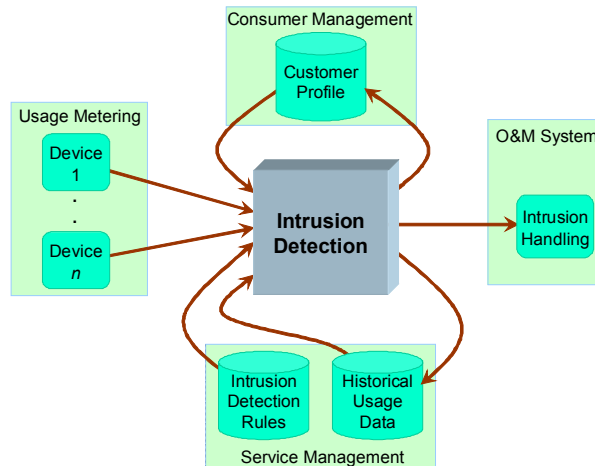 Consumer Management
Customer
Profile
Usage Metering
Device
1
.
.
Device
n
Intrusion
Detection
O&M System
Intrusion
Handling
Intrusion
Detection
Rules
Historical
Usage
Data
Service Management